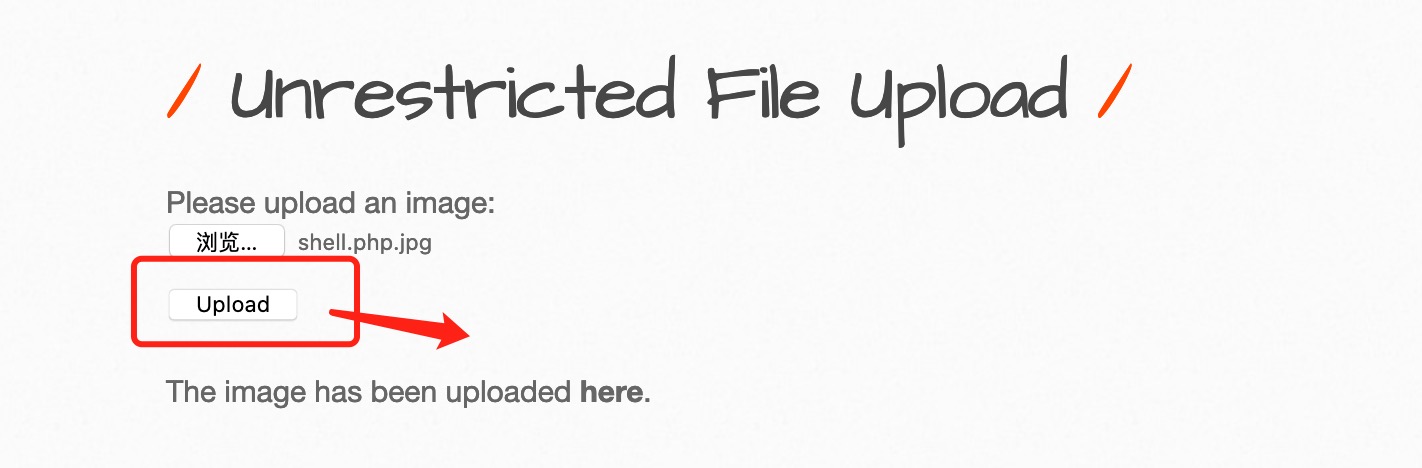 / Unrestricted File Upload /
Please upload an image:
浏览... shell.php.jpg
Upload
The image has been uploaded here.